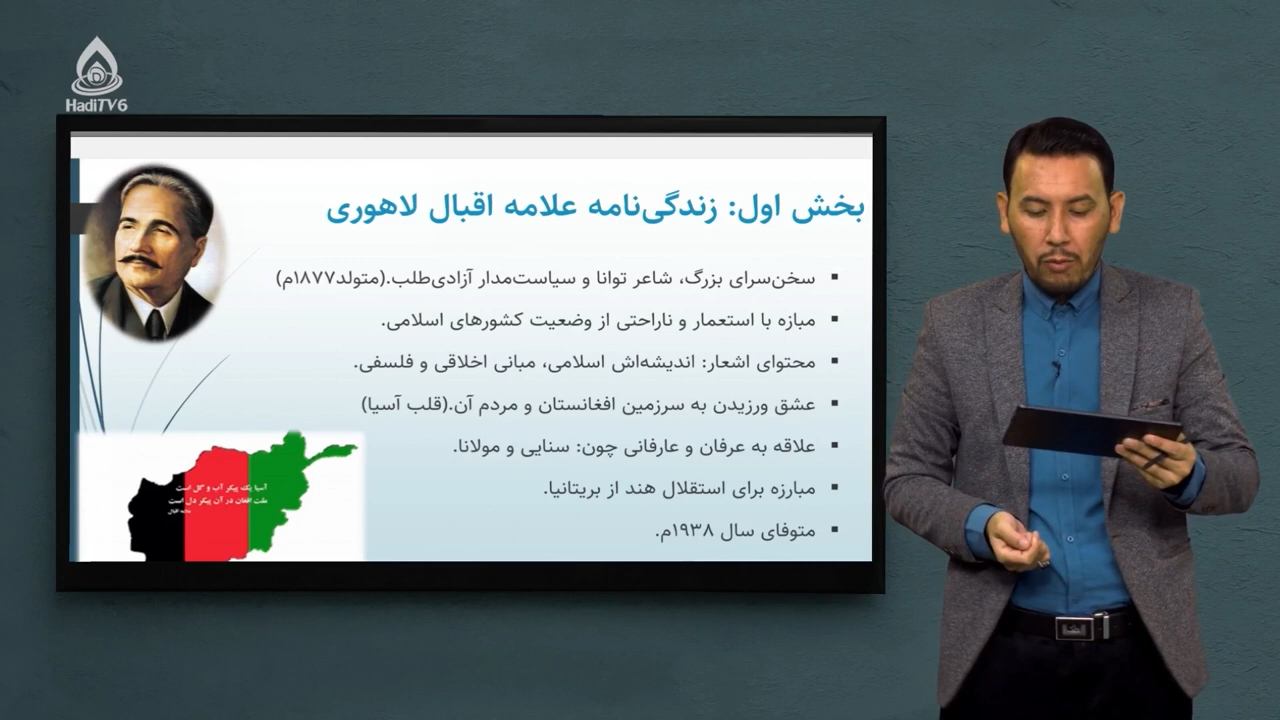 HadiTV6
بخش اول: زندگی‌نامه علامه اقبال لاهوری
سخن‌سرای بزرگ، شاعر توانا و سیاست‌مدار آزادی‌طلب.(متولد۱۸۷۷م)
مبازه با استعمار و ناراحتی از وضعیت کشورهای اسلامی.
محتوای اشعار: اندیشه‌اش اسلامی، مبانی اخلاقی و فلسفی.
عشق ورزیدن به سرزمین افغانستان و مردم آن.(قلب آسیا)
علاقه به عرفان و عارفانی چون: سنایی و مولانا.
مبارزه برای استقلال هند از بریتانیا.
متوفای سال ۱۹۳۸م.
آسیا یک پیکر آب و گل است
ملت افغان در آن پیکر دل است
علامه اقبال